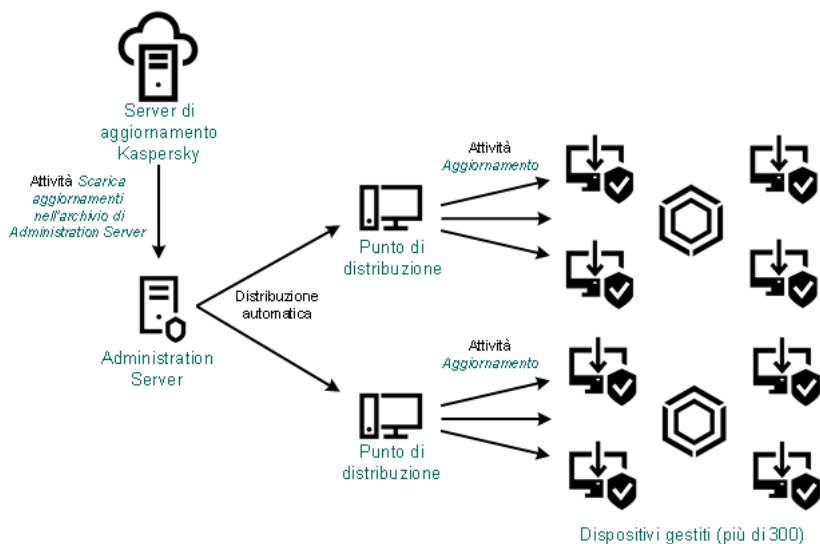 Server di
aggiornamento
Kaspersky
Attività Scarica
aggiornamenti
nell'archivio di
Administration Server
Administration
Server
Distribuzione
automatica
Punto di
distribuzione
Attività
Aggiornamento
Punto di
distribuzione
Attività
Aggiornamento
Dispositivi gestiti (più di 300)